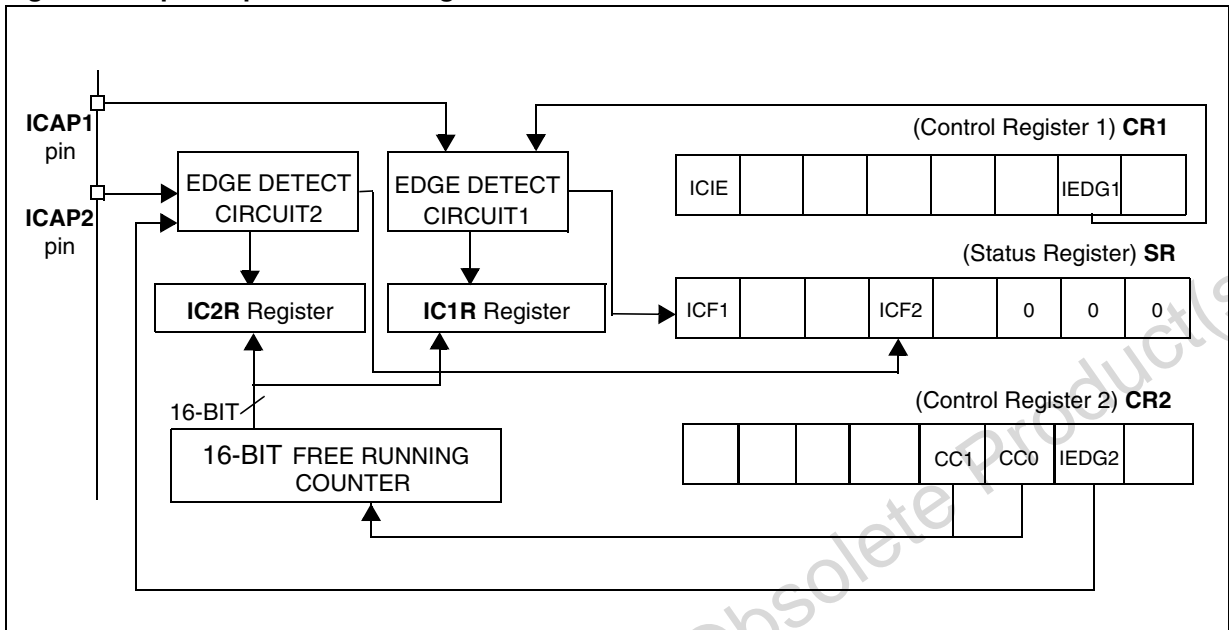 ICAP1
pin
ICAP2
pin
EDGE DETECT
CIRCUIT2
EDGE DETECT
CIRCUIT1
IC2R Register
IC1R Register
16-BIT
16-BIT FREE RUNNING
COUNTER
(Control Register 1) CR1
ICIE
IEDG1
(Status Register) SR
ICF1
ICF2
0
0
0
(Control Register 2) CR2
CC1
CC0
IEDG2
Obsolete Product(s